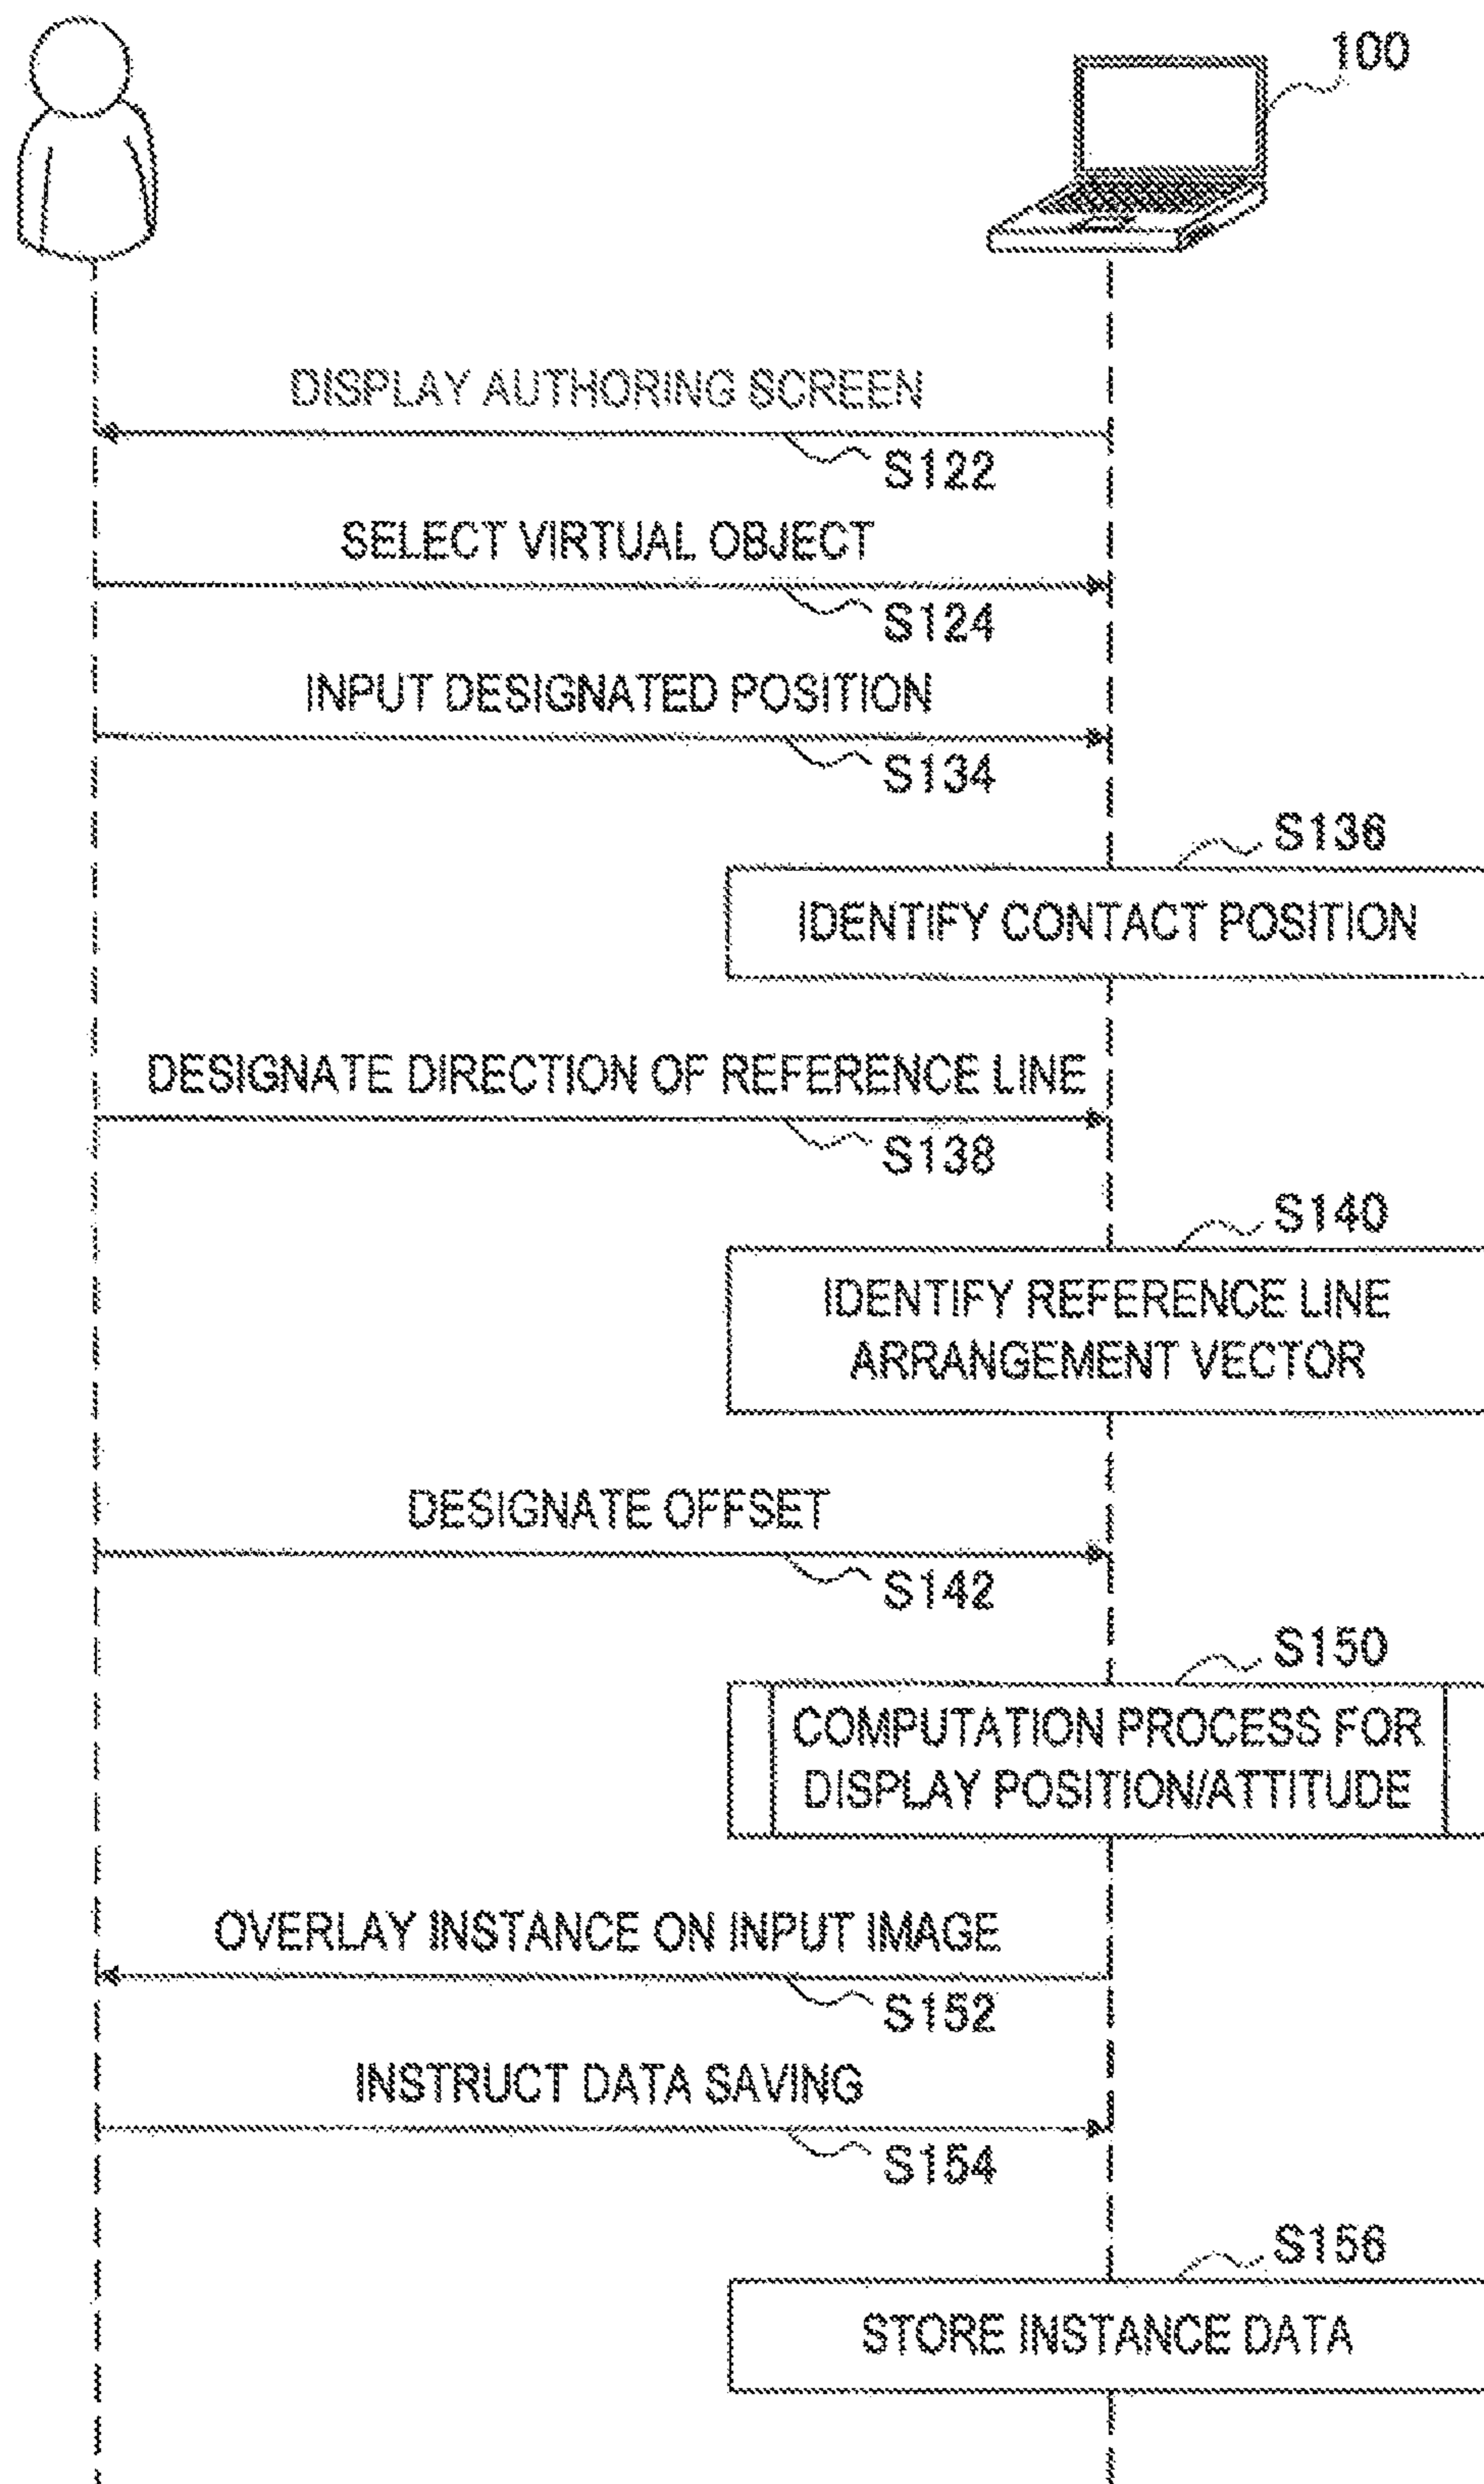 100
DISPLAY AUTHORING SCREEN
S122
SELECT VIRTUAL OBJECT
S124
INPUT DESIGNATED POSITION
S134
S136
IDENTIFY CONTACT POSITION
DESIGNATE DIRECTION OF REFERENCE LINE
S138
S140
IDENTIFY REFERENCE LINE
ARRANGEMENT VECTOR
DESIGNATE OFFSET
S142
S150
COMPUTATION PROCESS FOR
DISPLAY POSITION/ATTITUDE
OVERLAY INSTANCE ON INPUT IMAGE
S152
INSTRUCT DATA SAVING
S154
S156
STORE INSTANCE DATA